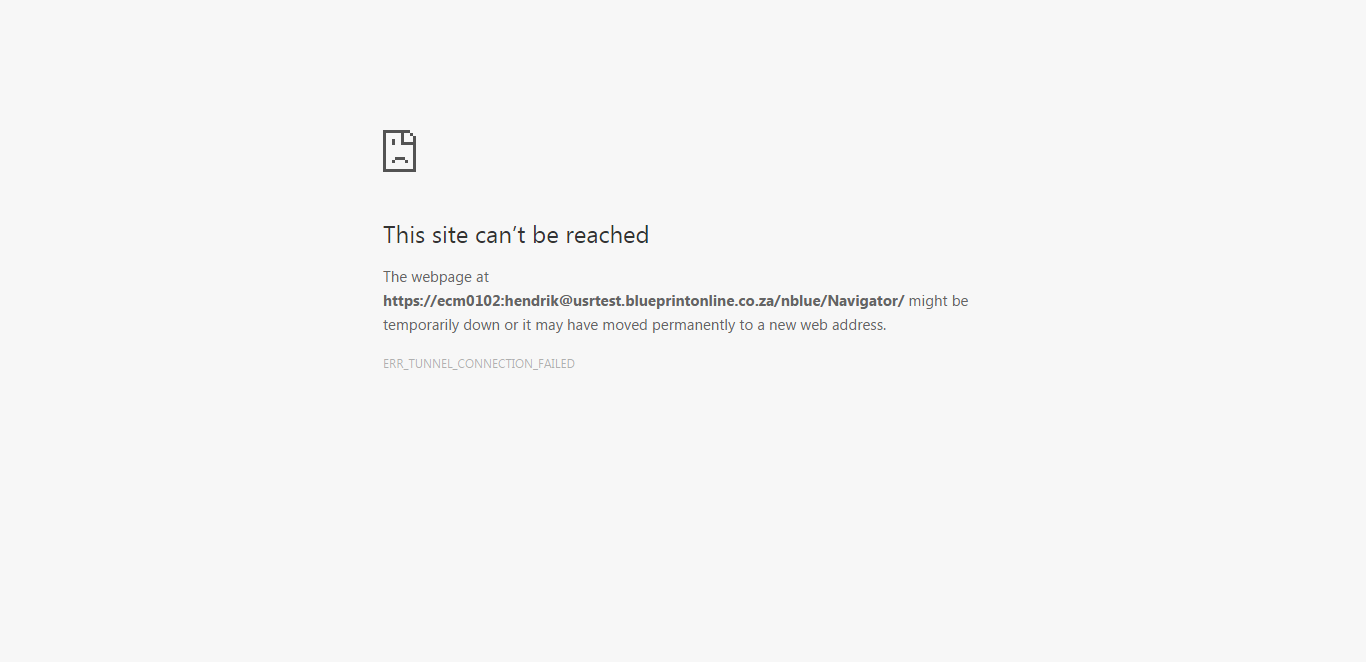 This site can’t be reached
The webpage at
https://ecm0102:hendrik@usrtest.blueprintonline.co.za/nblue/Navigator/ might be
temporarily down or it may have moved permanently to a new web address.
ERR_TUNNEL_CONNECTION_FAILED